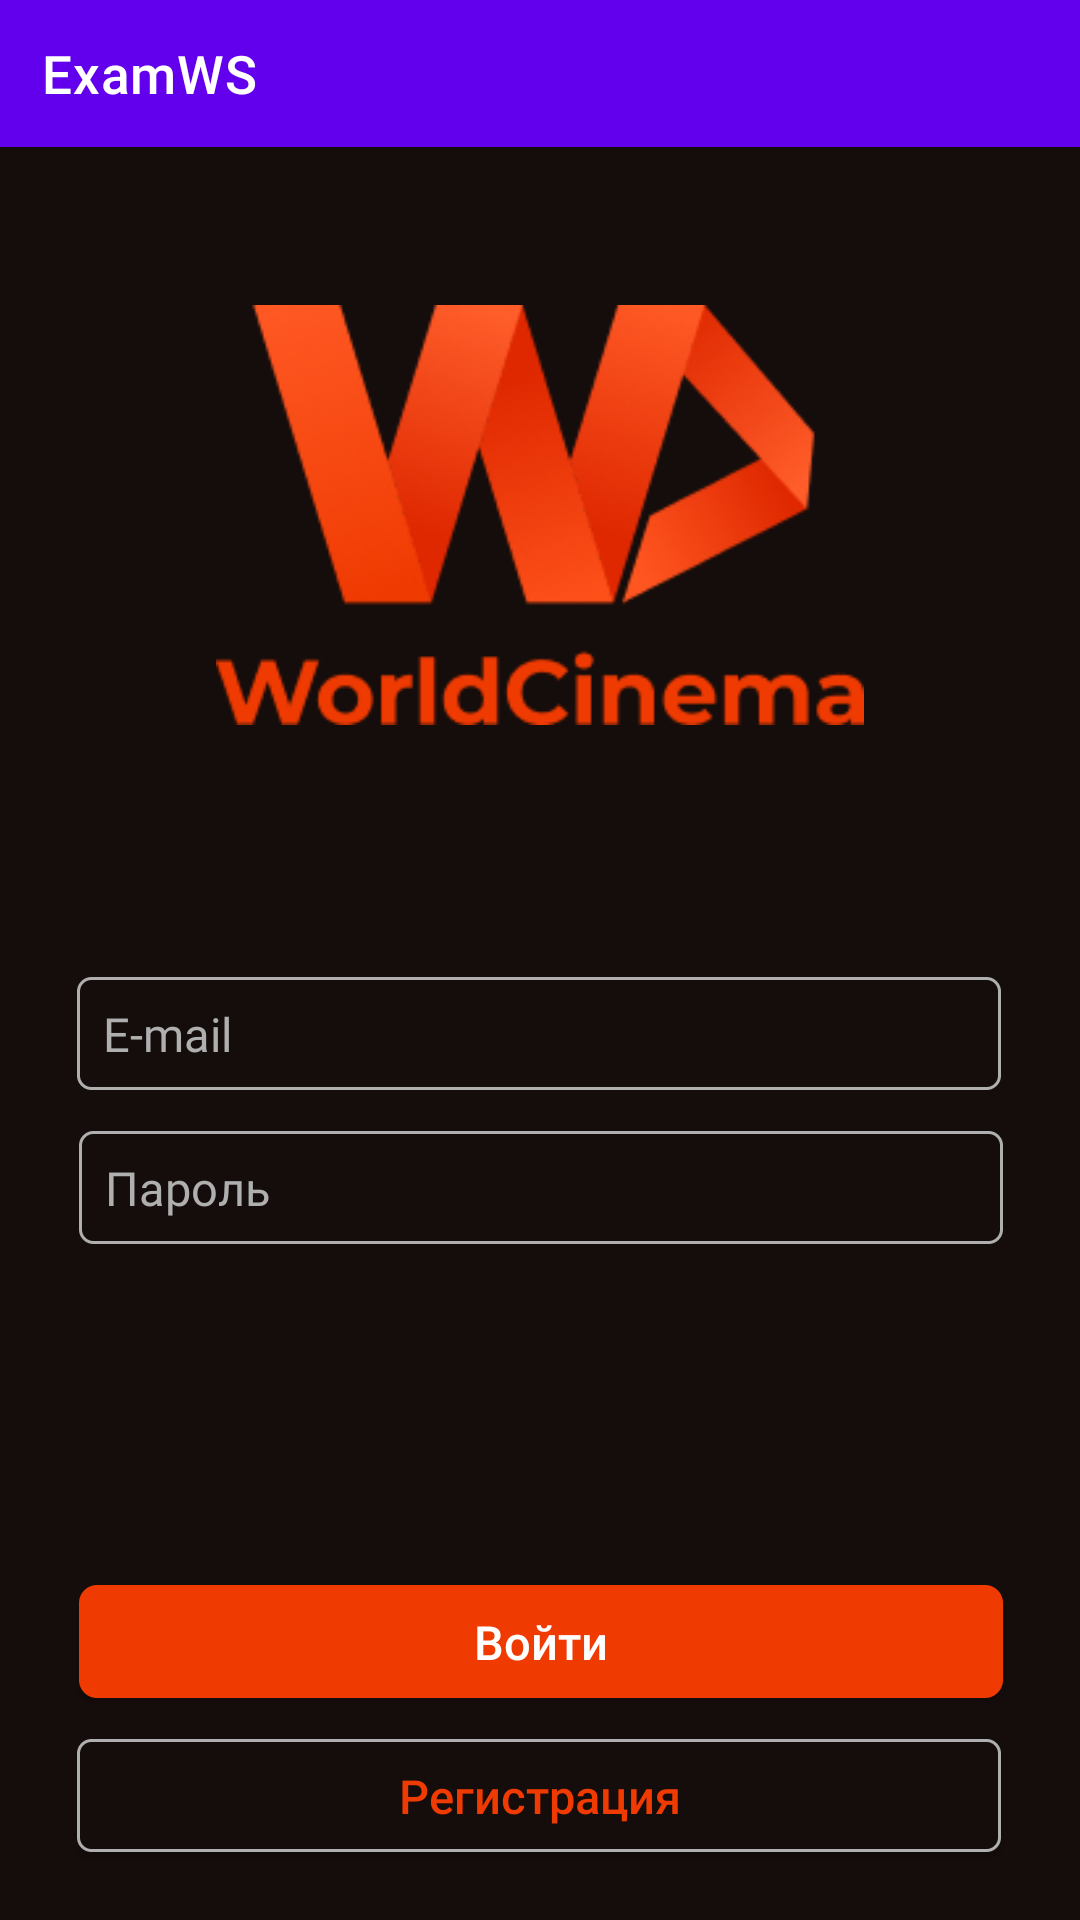 ExamWS
WorldCinema
E-mail
Пароль
Войти
Регистрация